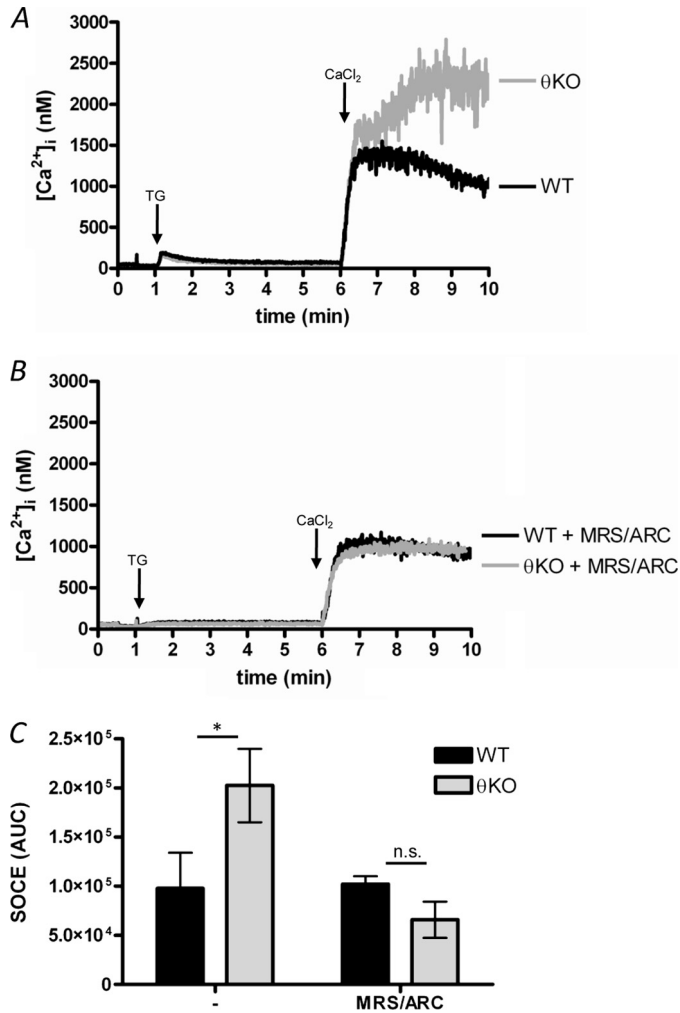 A
[Ca²⁺]ᵢ (nM)
3000
2500
2000
1500
1000
500
0
TG
CaCl₂
θKO
WT
0 1 2 3 4 5 6 7 8 9 10
time (min)
B
[Ca²⁺]ᵢ (nM)
3000
2500
2000
1500
1000
500
0
TG
CaCl₂
WT + MRS/ARC
θKO + MRS/ARC
0 1 2 3 4 5 6 7 8 9 10
time (min)
C
SOCE (AUC)
2.5×10⁵
2.0×10⁵
1.5×10⁵
1.0×10⁵
5.0×10⁴
0
*
n.s.
WT
θKO
- MRS/ARC